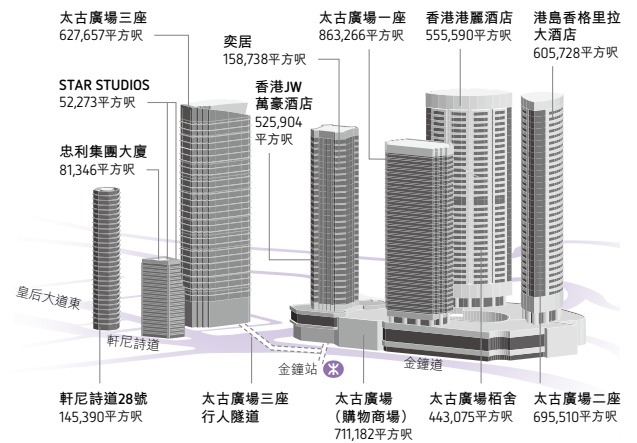 太古廣場三座
627,657平方呎
奕居
158,738平方呎
太古廣場一座
863,266平方呎
香港港麗酒店
555,590平方呎
港島香格里拉
大酒店
605,728平方呎
STAR STUDIOS
52,273平方呎
香港JW
萬豪酒店
525,904
平方呎
忠利集團大廈
81,346平方呎
皇后大道東
軒尼詩道
金鐘站
金鐘道
軒尼詩道28號
145,390平方呎
太古廣場三座
行人隧道
太古廣場
（購物商場）
711,182平方呎
太古廣場栢舍
443,075平方呎
太古廣場二座
695,510平方呎